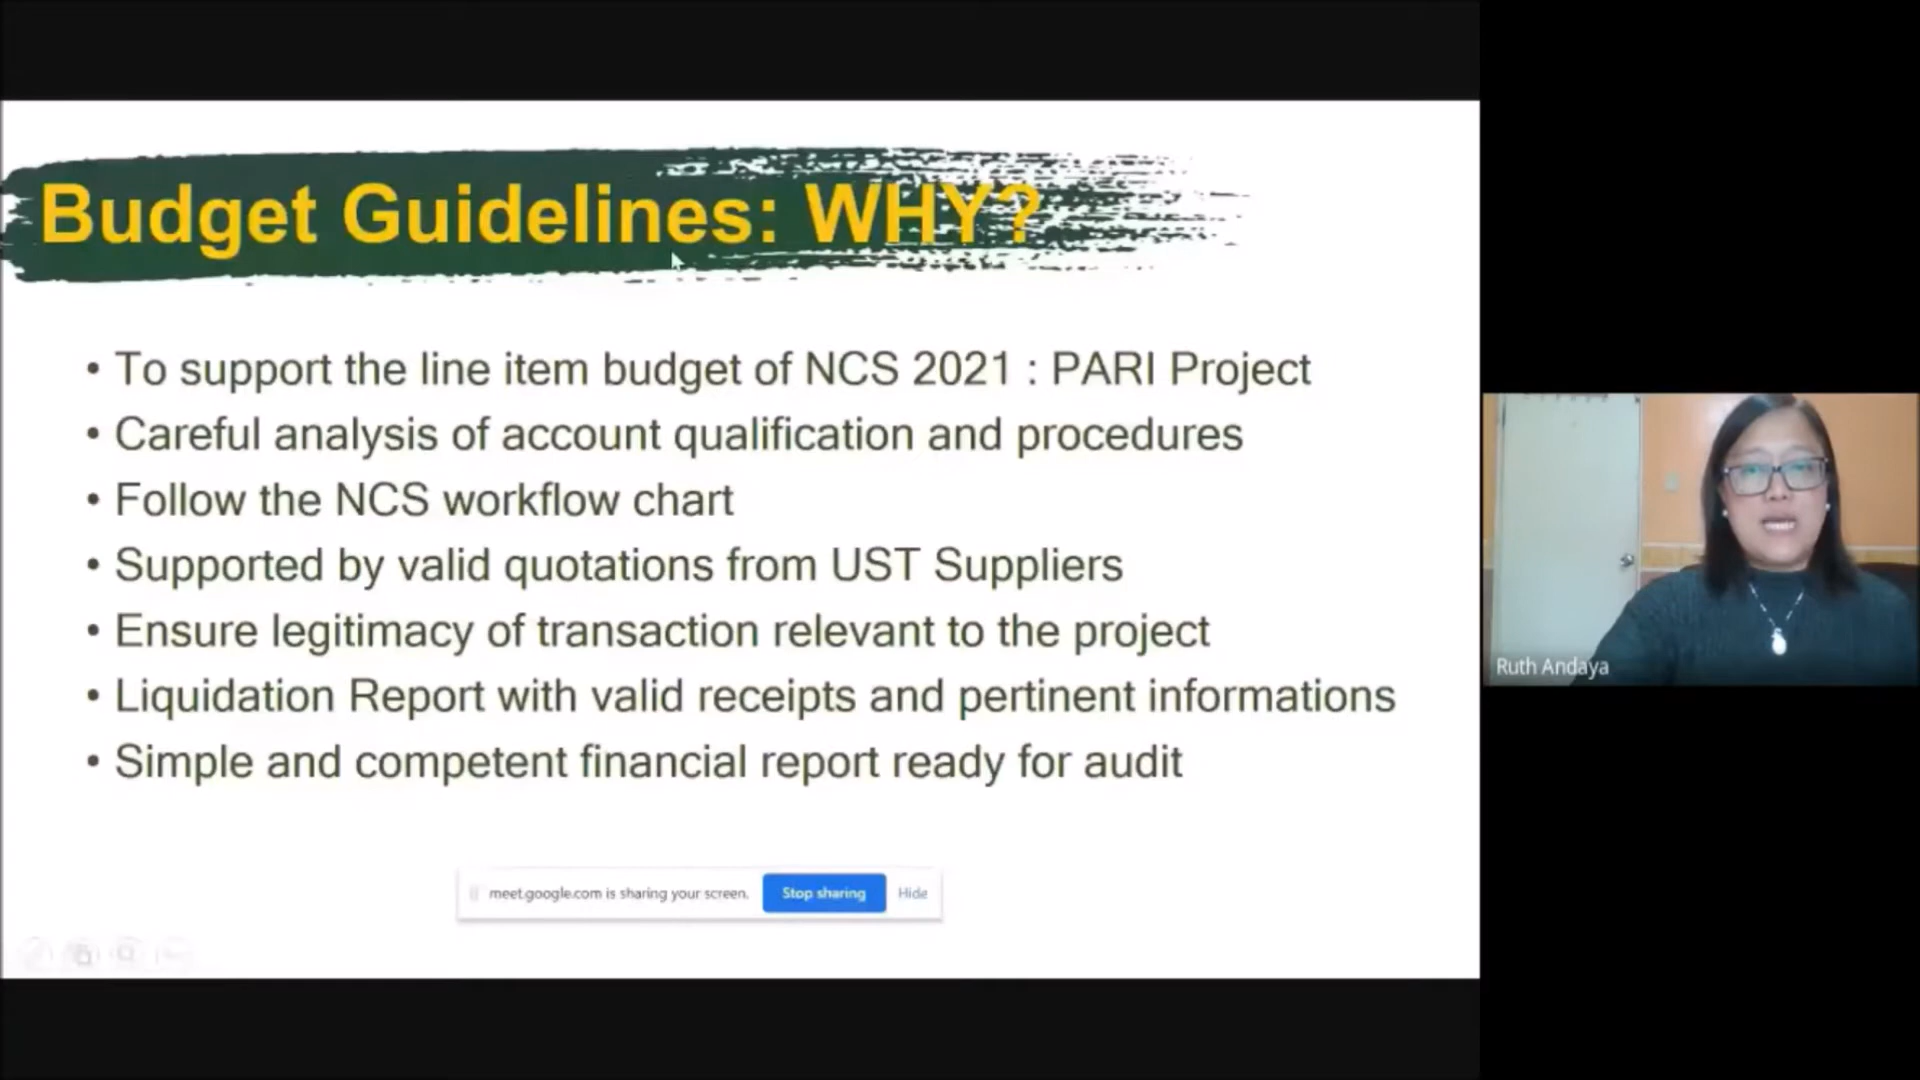 Budget Guidelines: WHY?
• To support the line item budget of NCS 2021 : PARI Project
• Careful analysis of account qualification and procedures
• Follow the NCS workflow chart
• Supported by valid quotations from UST Suppliers
• Ensure legitimacy of transaction relevant to the project
• Liquidation Report with valid receipts and pertinent informations
• Simple and competent financial report ready for audit
meet.google.com is sharing your screen. Stop sharing Hide
Ruth Andaya